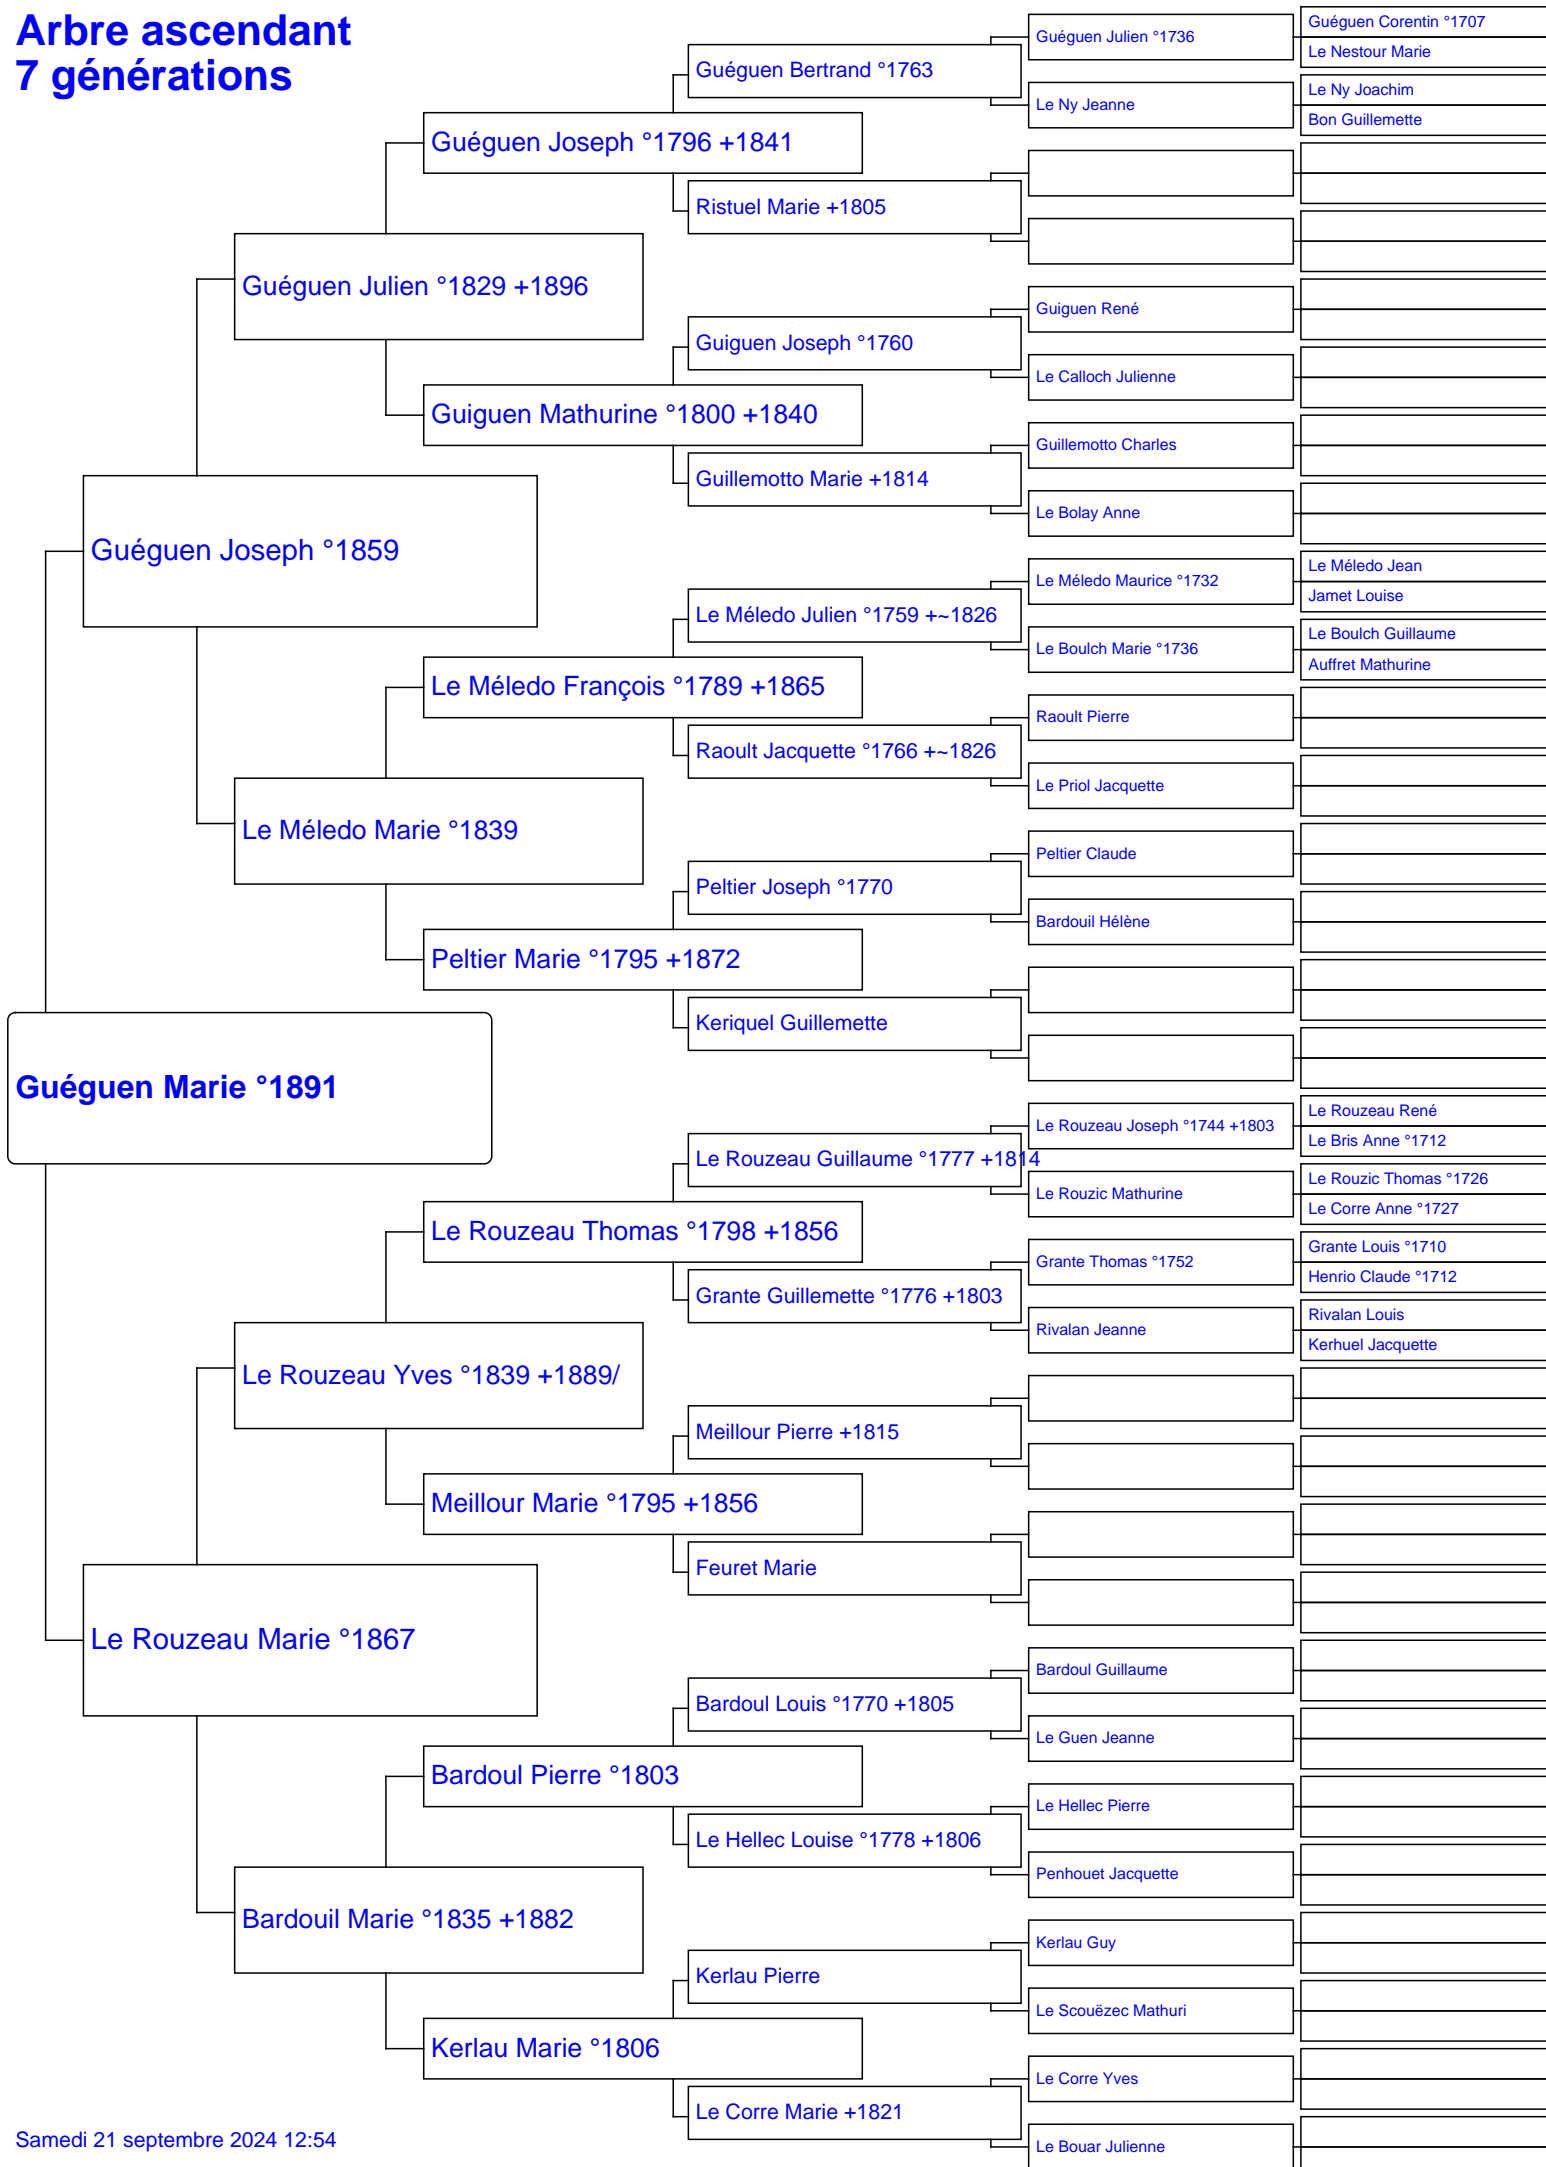 Arbre ascendant
7 générations
Guéguen Marie °1891
Guéguen Joseph °1859
Le Rouzeau Marie °1867
Guéguen Julien °1829 +1896
Le Méledo Marie °1839
Le Rouzeau Yves °1839 +1889/
Bardouil Marie °1835 +1882
Guéguen Joseph °1796 +1841
Guiguen Mathurine °1800 +1840
Le Méledo François °1789 +1865
Peltier Marie °1795 +1872
Le Rouzeau Thomas °1798 +1856
Meillour Marie °1795 +1856
Bardoul Pierre °1803
Kerlau Marie °1806
Guéguen Bertrand °1763
Ristuel Marie +1805
Guiguen Joseph °1760
Guillemotto Marie +1814
Le Méledo Julien °1759 +~1826
Raoult Jacquette °1766 +~1826
Peltier Joseph °1770
Keriquel Guillemette
Le Rouzeau Guillaume °1777 +1814
Grante Guillemette °1776 +1803
Meillour Pierre +1815
Feuret Marie
Bardoul Louis °1770 +1805
Le Hellec Louise °1778 +1806
Kerlau Pierre
Le Corre Marie +1821
Guéguen Julien °1736
Le Ny Jeanne
Guiguen René
Le Calloch Julienne
Guillemotto Charles
Le Bolay Anne
Le Méledo Maurice °1732
Le Boulch Marie °1736
Raoult Pierre
Le Priol Jacquette
Peltier Claude
Bardouil Hélène
Le Rouzeau Joseph °1744 +1803
Le Rouzic Mathurine
Grante Thomas °1752
Rivalan Jeanne
Bardoul Guillaume
Le Guen Jeanne
Le Hellec Pierre
Penhouet Jacquette
Kerlau Guy
Le Scouëzec Mathuri
Le Corre Yves
Le Bouar Julienne
Guéguen Corentin °1707
Le Nestour Marie
Le Ny Joachim
Bon Guillemette
Le Méledo Jean
Jamet Louise
Le Boulch Guillaume
Auffret Mathurine
Le Rouzeau René
Le Bris Anne °1712
Le Rouzic Thomas °1726
Le Corre Anne °1727
Grante Louis °1710
Henrio Claude °1712
Rivalan Louis
Kerhuel Jacquette
Samedi 21 septembre 2024 12:54